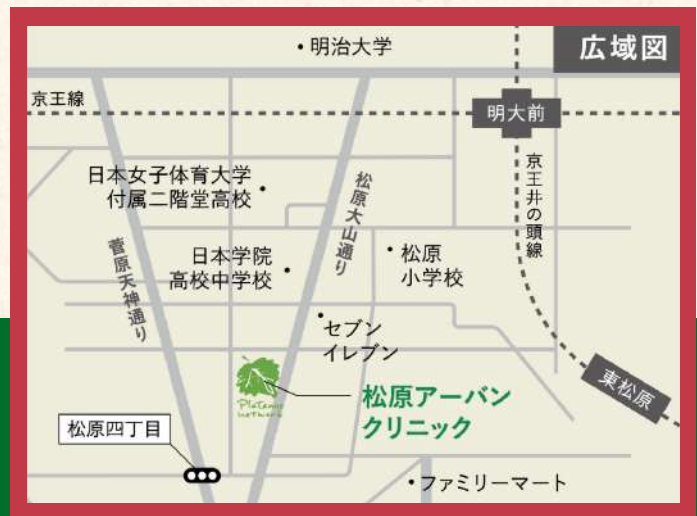 ・明治大学
広域図
京王線
明大前
日本女子体育大学
付属二階堂高校・
松原大山通り
京王井の頭線
菅原天神通り
日本学院
高校中学校・
・松原
小学校
・セブン
イレブン
Platanus
network
松原アーバン
クリニック
東松原
松原四丁目
・ファミリーマート